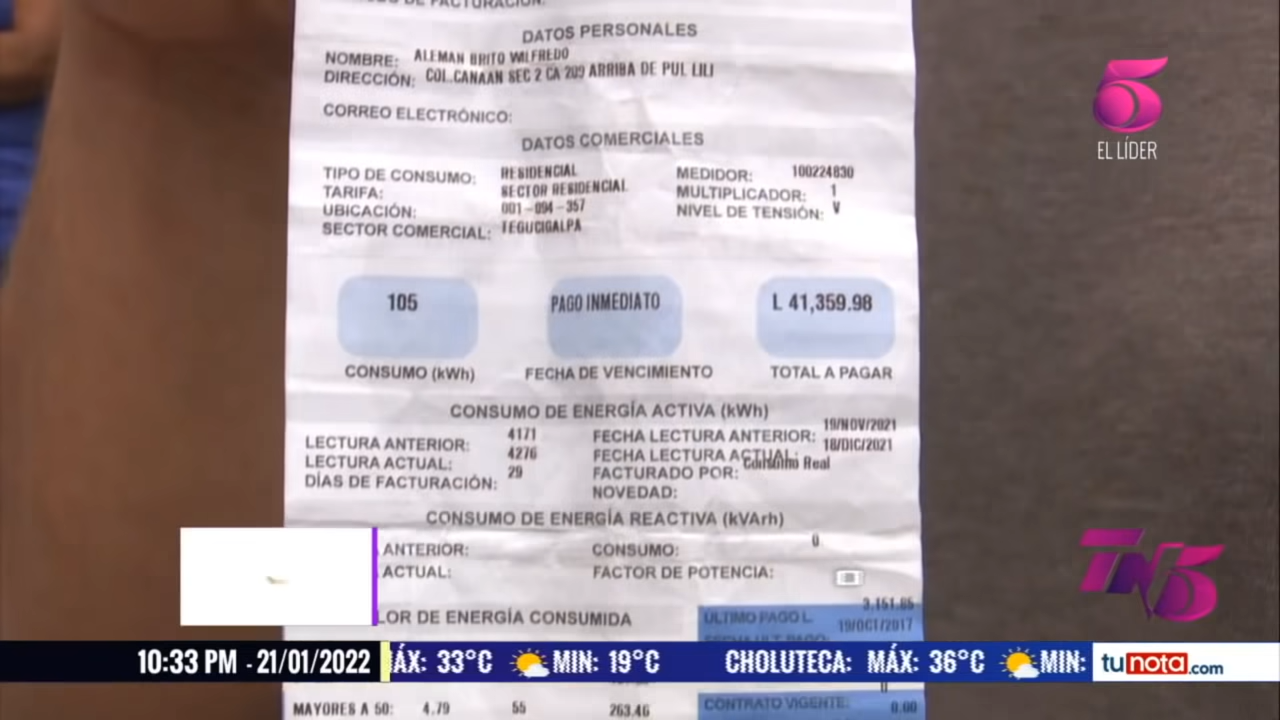 DATOS PERSONALES
NOMBRE: ALEMAN BRITO WILFREDO
DIRECCIÓN: COL.CANAAN SEC 2 CA 209 ARRIBA DE PUL LILI
CORREO ELECTRÓNICO:
DATOS COMERCIALES
TIPO DE CONSUMO: RESIDENCIAL MEDIDOR: 100224830
TARIFA: SECTOR RESIDENCIAL MULTIPLICADOR: 1
UBICACIÓN: 001-094-357 NIVEL DE TENSIÓN: V
SECTOR COMERCIAL: TEGUCIGALPA
105 PAGO INMEDIATO L 41,359.98
CONSUMO (kWh) FECHA DE VENCIMIENTO TOTAL A PAGAR
CONSUMO DE ENERGÍA ACTIVA (kWh)
LECTURA ANTERIOR: 4171 FECHA LECTURA ANTERIOR: 19/NOV/2021
LECTURA ACTUAL: 4276 FECHA LECTURA ACTUAL: 18/DIC/2021
DÍAS DE FACTURACIÓN: 29 FACTURADO POR: Consumo Real
NOVEDAD:
CONSUMO DE ENERGÍA REACTIVA (kVArh)
ANTERIOR: CONSUMO: 0
ACTUAL: FACTOR DE POTENCIA:
LOR DE ENERGÍA CONSUMIDA ÚLTIMO PAGO L. 3,151.65
19/OCT/2017
MAYORES A 50: 4.79 55 263.46 CONTRATO VIGENTE: 0.00
5
EL LÍDER
TN5
10:33 PM - 21/01/2022 ÁX: 33°C MIN: 19°C CHOLUTECA: MÁX: 36°C MIN: tunota.com